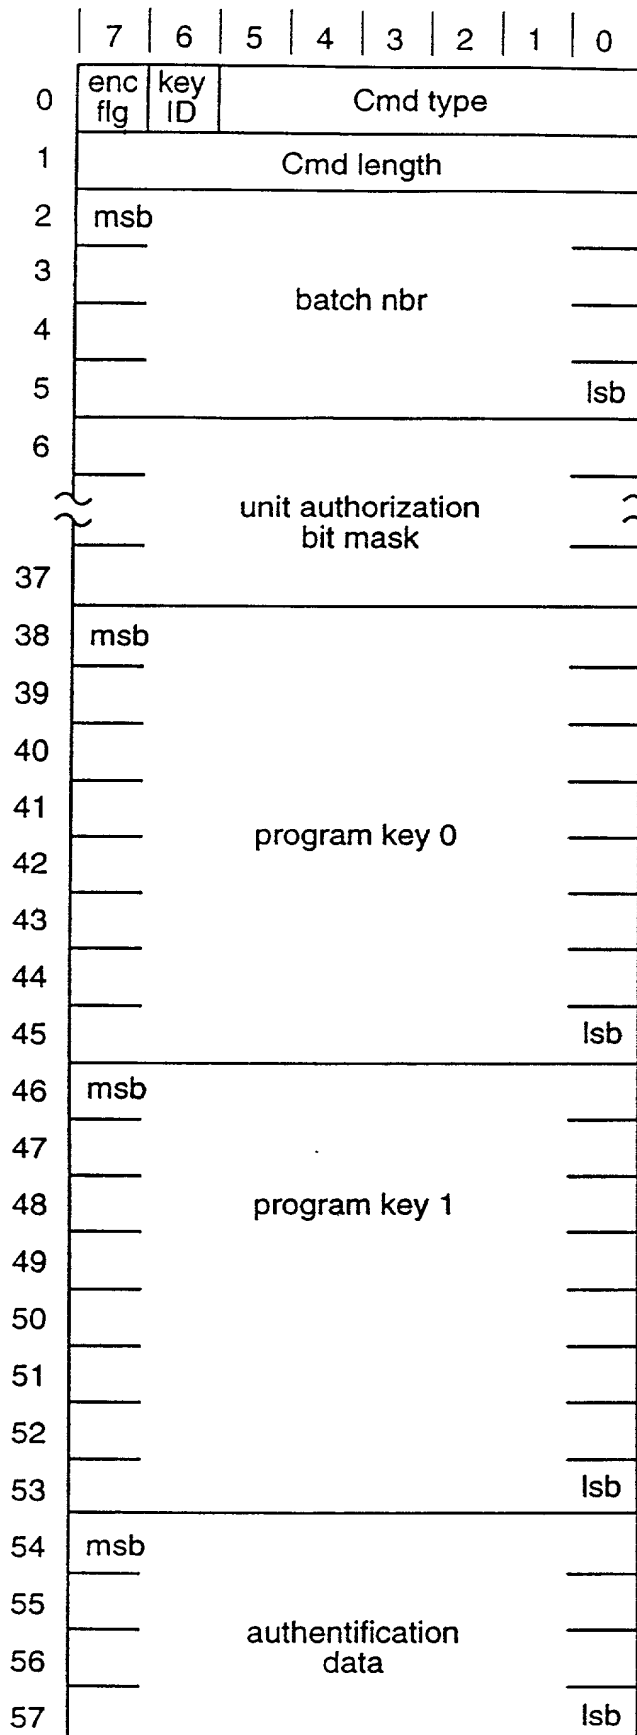 7 6 5 4 3 2 1 0
0 enc flg key ID Cmd type
1 Cmd length
2 msb
3 batch nbr
4
5 lsb
6
unit authorization
bit mask
37
38 msb
39
40
41 program key 0
42
43
44
45 lsb
46 msb
47
48 program key 1
49
50
51
52
53 lsb
54 msb
55 authentification
56 data
57 lsb